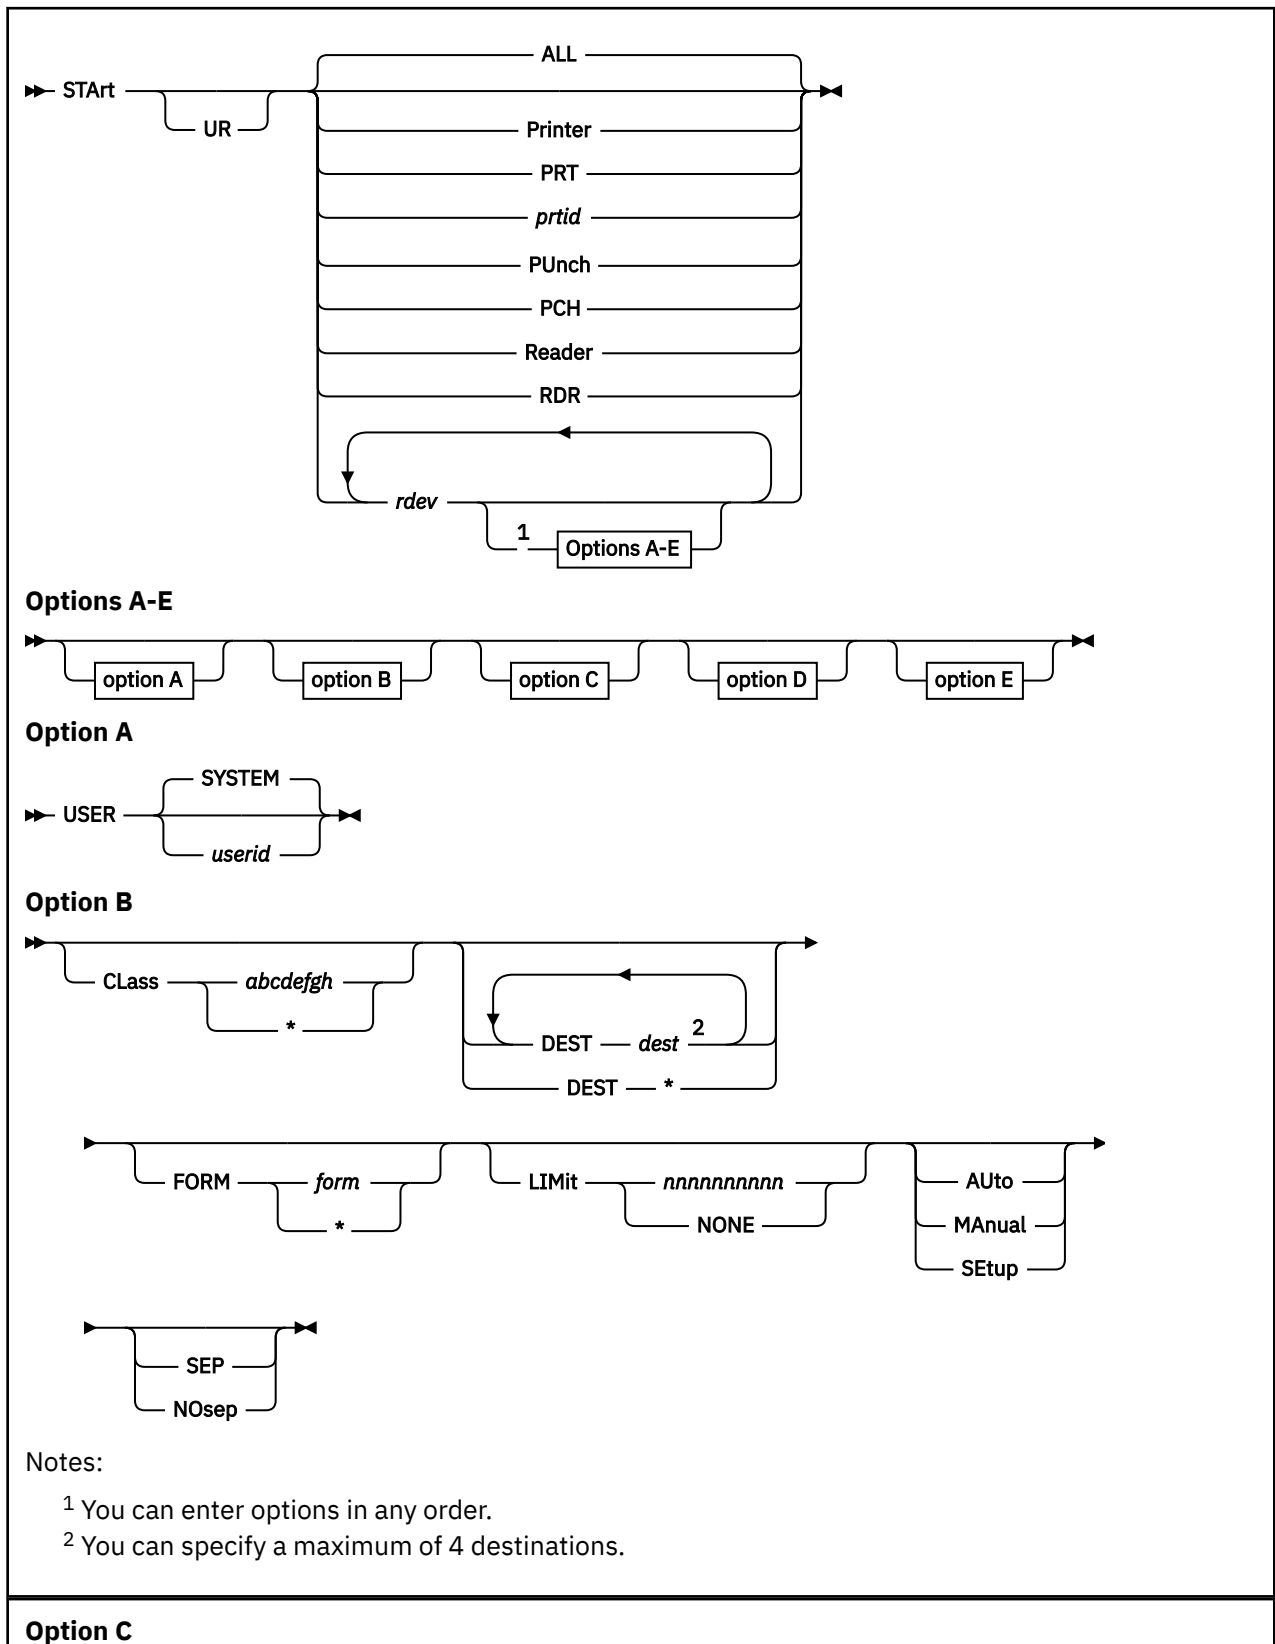 ALL
STArt
UR
Printer
PRT
prtid
PUnch
PCH
Reader
RDR
rdev
1
Options A-E
Options A-E
option A option B option C option D option E
Option A
SYSTEM
USER
userid
Option B
CLass abcdefgh
*
DEST dest 2
DEST *
FORM form LIMit nnnnnnnnnn AUto
* NONE MAnual
SEtup
SEP
NOsep
Notes:
1 You can enter options in any order.
2 You can specify a maximum of 4 destinations.
Option C